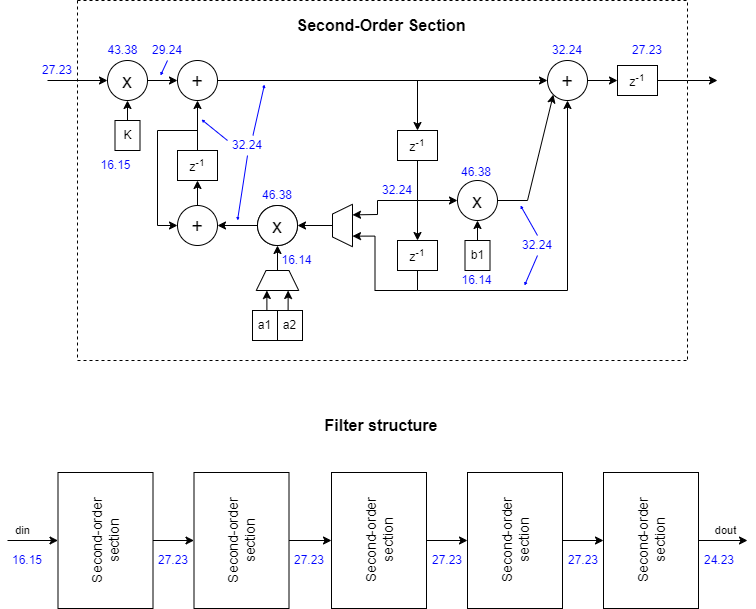 Second-Order Section
43.38 29.24 32.24 27.23
27.23 X + + z-1
K z-1
32.24
16.15 z-1
46.38
46.38 32.24 X
+ X 32.24
z-1 b1
16.14 16.14
a1 a2
Filter structure
Second-order
section
Second-order
section
Second-order
section
Second-order
section
Second-order
section
din dout
16.15 27.23 27.23 27.23 27.23 24.23